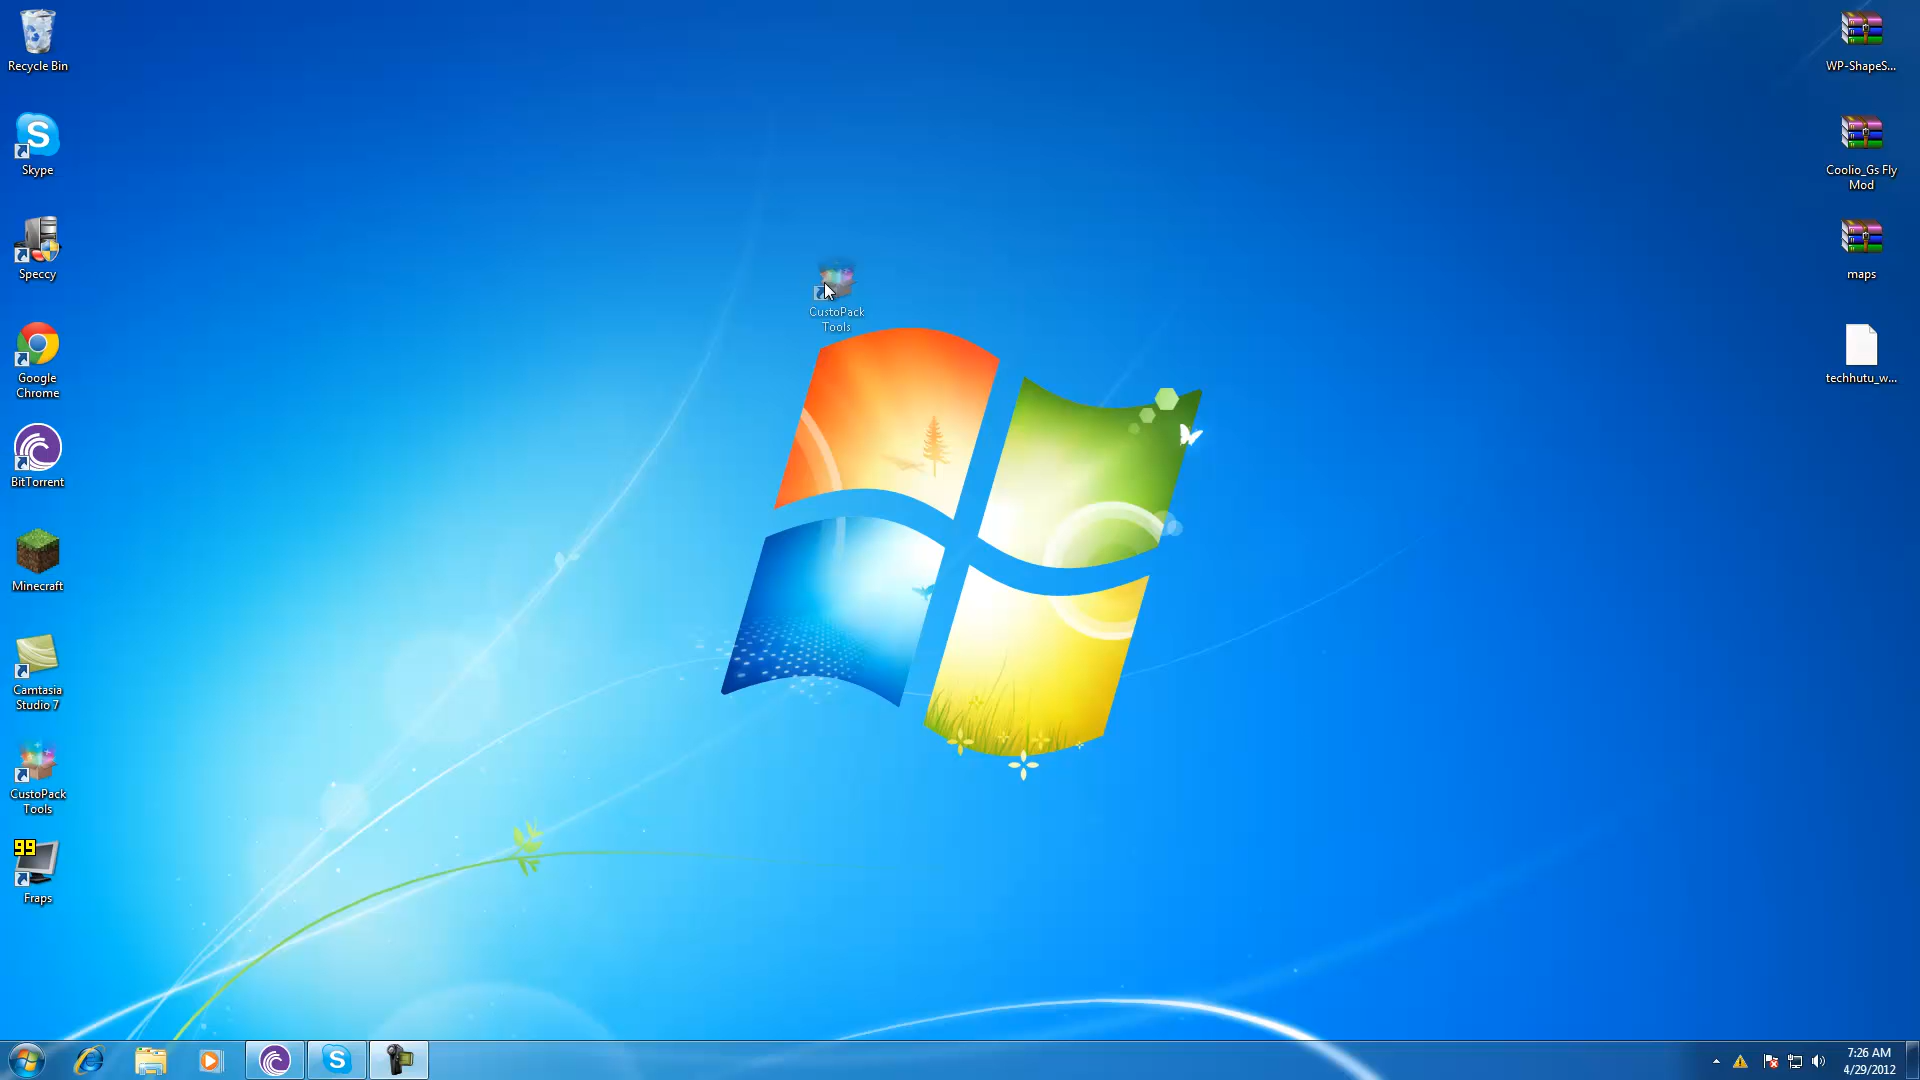 Recycle Bin
Skype
Speccy
Google
Chrome
BitTorrent
Minecraft
Camtasia
Studio 7
CustoPack
Tools
99
Fraps
CustoPack
Tools
WP-ShapeS...
Coolio_Gs Fly
Mod
maps
techhutu_w...
7:26 AM
4/29/2012